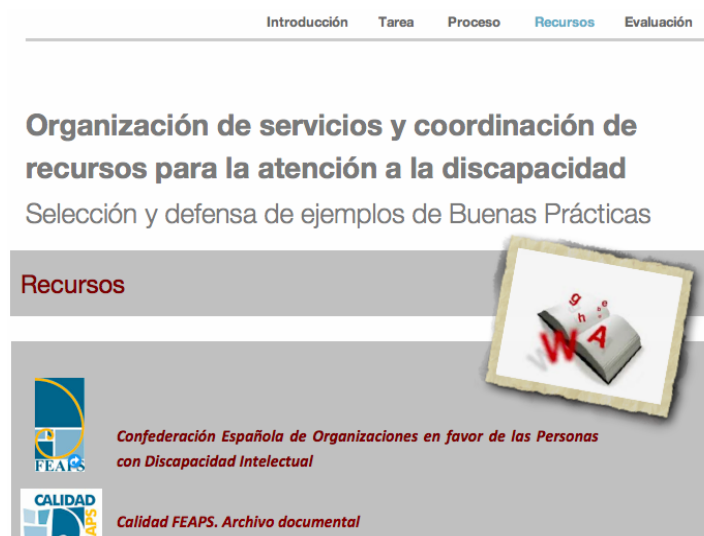 Introducción Tarea Proceso Recursos Evaluación
Organización de servicios y coordinación de
recursos para la atención a la discapacidad
Selección y defensa de ejemplos de Buenas Prácticas
Recursos
g e
h
W A
W
FEAPS
Confederación Española de Organizaciones en favor de las Personas
con Discapacidad Intelectual
CALIDAD
APS
Calidad FEAPS. Archivo documental